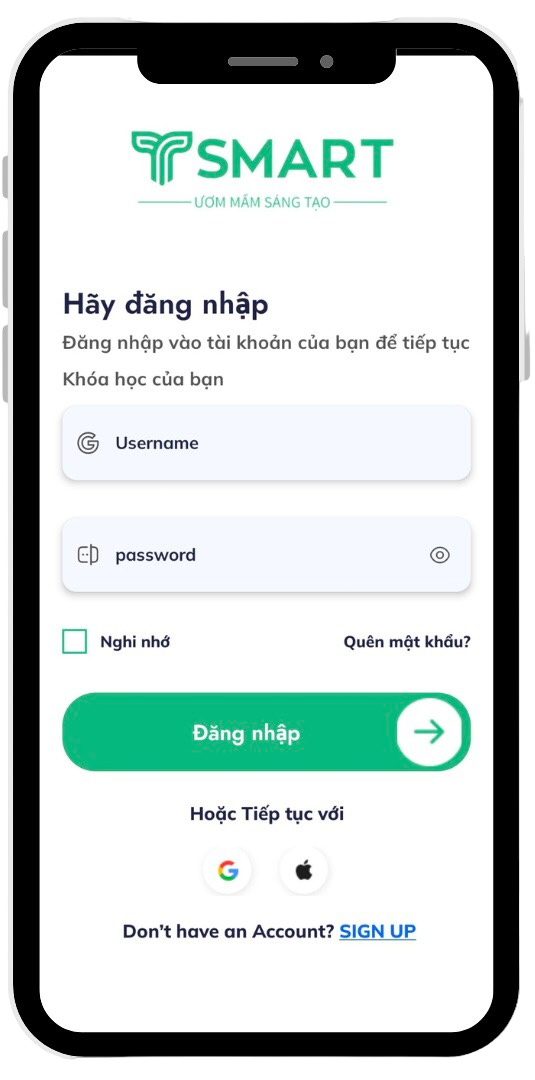 TSMART
ƯƠM MẦM SÁNG TẠO
Hãy đăng nhập
Đăng nhập vào tài khoản của bạn để tiếp tục
Khóa học của bạn
Username
password
Nghi nhớ
Quên mật khẩu?
Đăng nhập
Hoặc Tiếp tục với
Don't have an Account? SIGN UP